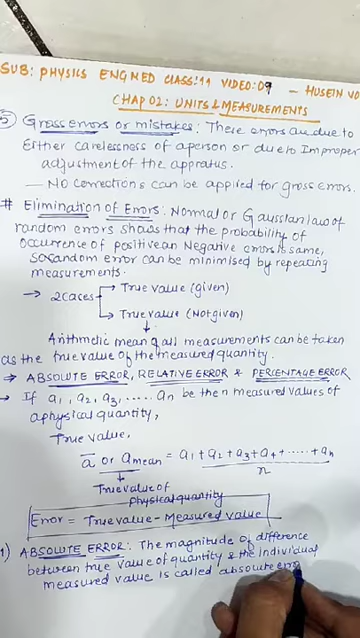 SUB: PHYSICS ENG MED CLASS: 11 VIDEO: 09 - HUSEIN VO
CHAP 02: UNITS & MEASUREMENTS
5) Gross errors or mistakes: These errors are due to
Either carelessness of a person or due to Improper
adjustment of the apparatus.
— No corrections can be applied for gross errors.
# Elimination of Errors: Normal or Gaussian law of
random errors shows that the probability of
occurrence of positive an Negative errors is same,
so random error can be minimised by repeating
measurements.
→ 2 cases → True value (given)
→ True value (Not given)
↓
Arithmetic mean of all measurements can be taken
as the true value of the measured quantity.
⇒ ABSOLUTE ERROR, RELATIVE ERROR & PERCENTAGE ERROR
→ If a1, a2, a3, ..... an be the n measured values of
a physical quantity,
True value,
a̅ or amean = a1 + a2 + a3 + a4 + ..... + an
n
↓
True value of
Physical quantity
Error = True value - Measured value
1) ABSOLUTE ERROR: The magnitude of difference
between true value of quantity & the individual
measured value is called absolute erro